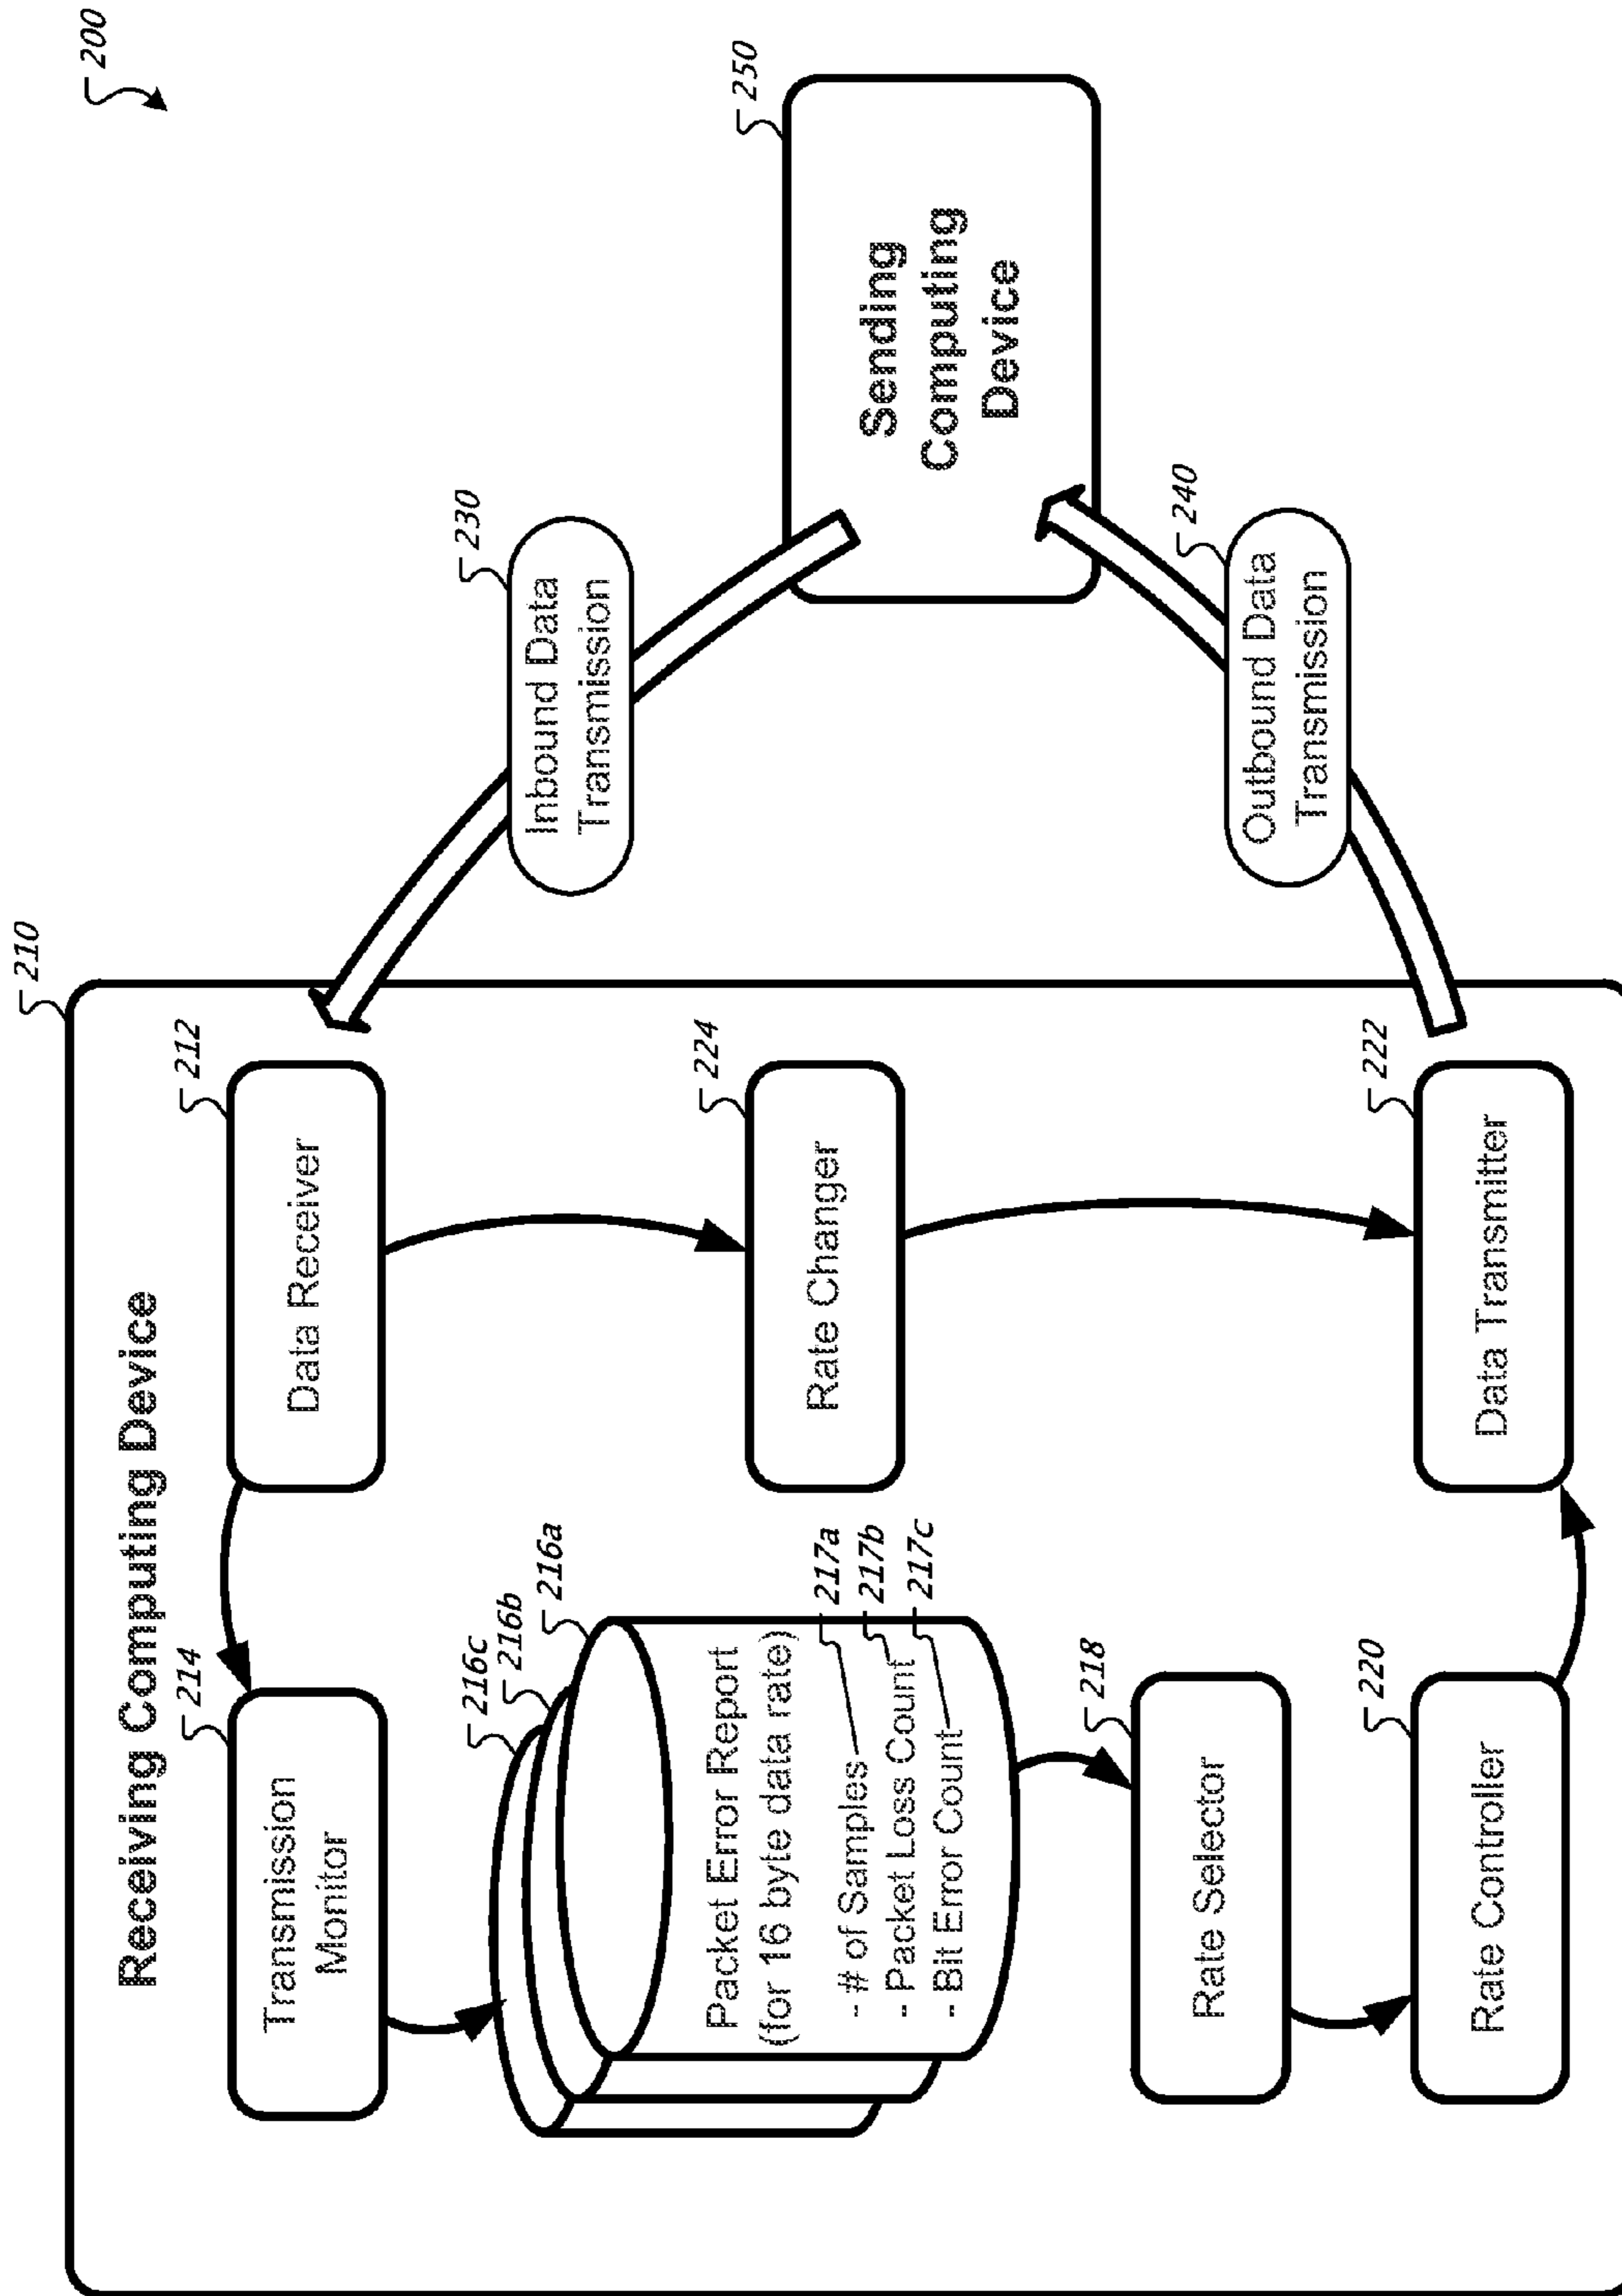 200
210
Receiving Computing Device
214
Transmission
Monitor
212
Data Receiver
216c
216b
216a
Packet Error Report
(for 16 byte data rate)
- # of Samples
217a
- Packet Loss Count
217b
- Bit Error Count
217c
224
Rate Changer
218
Rate Selector
220
Rate Controller
222
Data Transmitter
230
Inbound Data
Transmission
240
Outbound Data
Transmission
250
Sending
Computing
Device